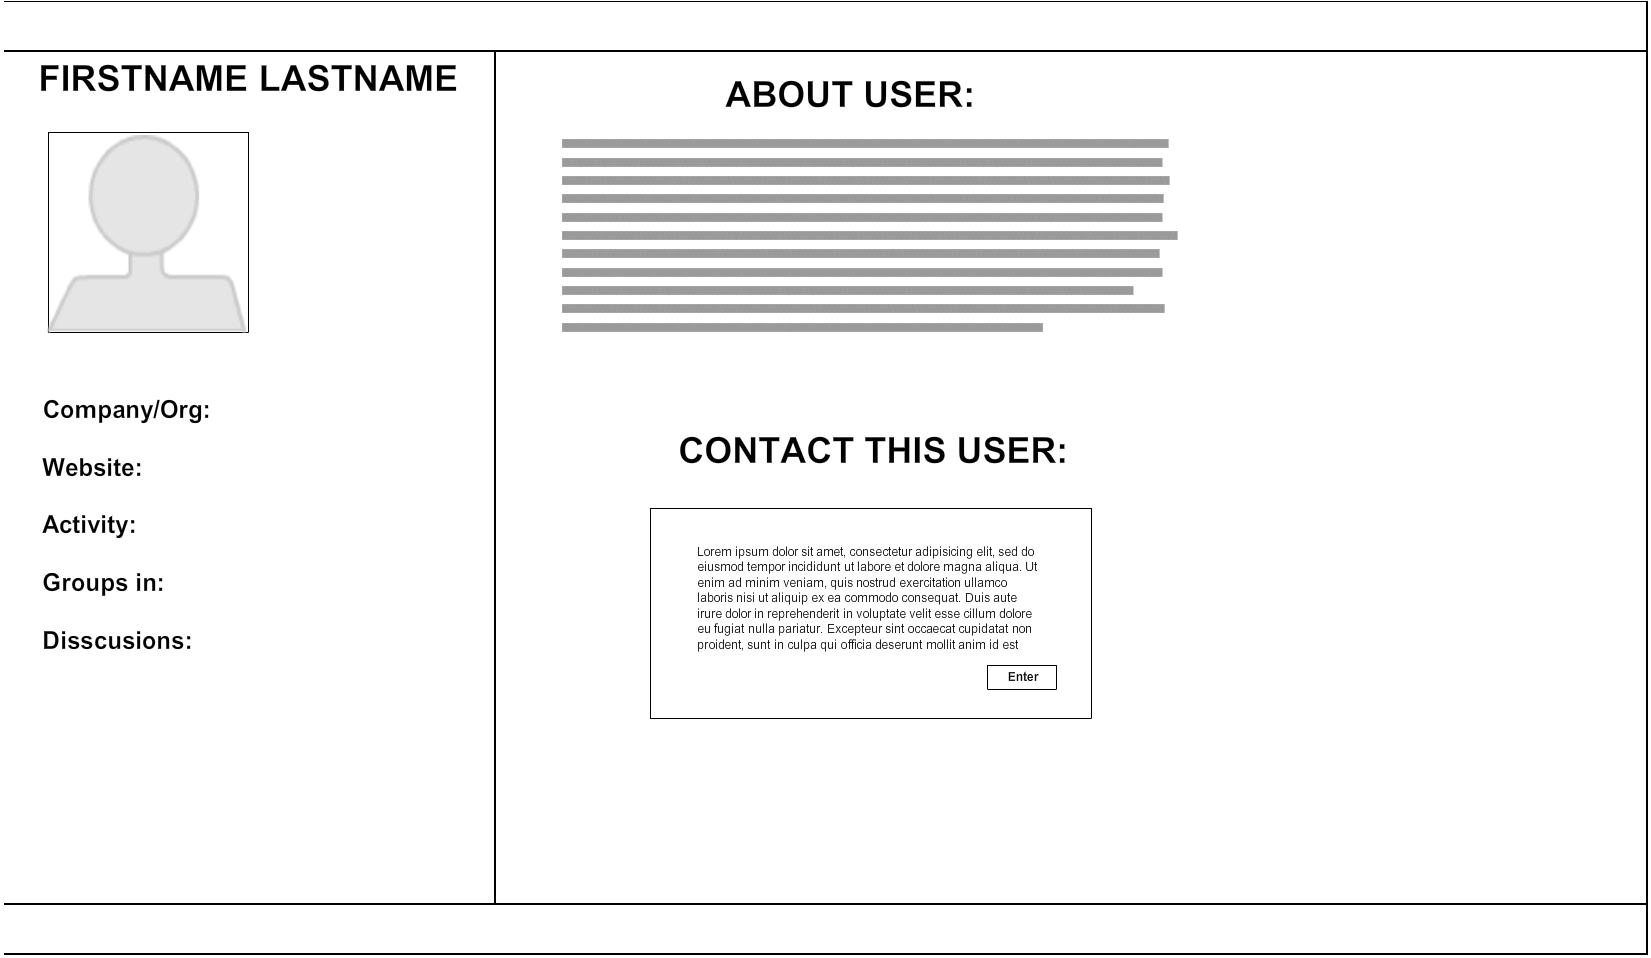 FIRSTNAME LASTNAME
Company/Org:
Website:
Activity:
Groups in:
Disscusions:
ABOUT USER:
CONTACT THIS USER:
Lorem ipsum dolor sit amet, consectetur adipisicing elit, sed do
eiusmod tempor incididunt ut labore et dolore magna aliqua. Ut
enim ad minim veniam, quis nostrud exercitation ullamco
laboris nisi ut aliquip ex ea commodo consequat. Duis aute
irure dolor in reprehenderit in voluptate velit esse cillum dolore
eu fugiat nulla pariatur. Excepteur sint occaecat cupidatat non
proident, sunt in culpa qui officia deserunt mollit anim id est
Enter